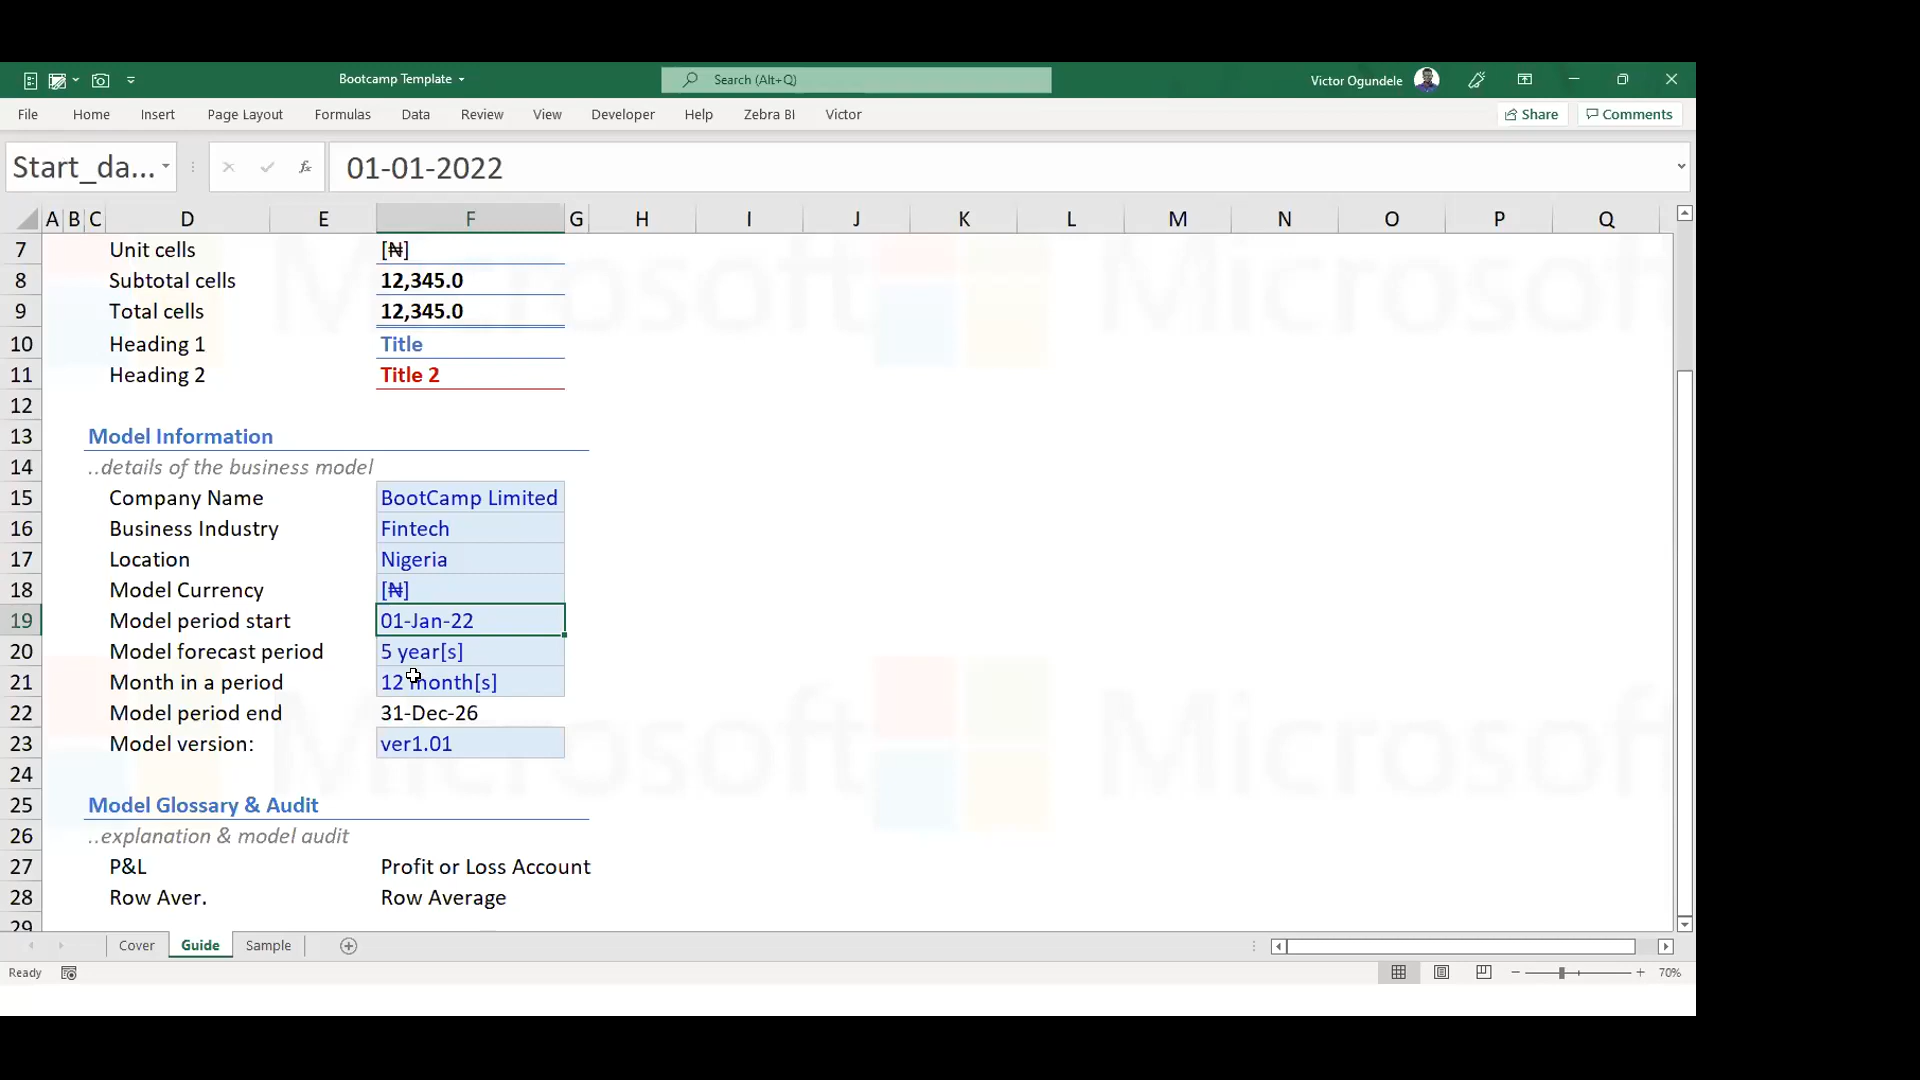 Bootcamp Template
Search (Alt+Q)
Victor Ogundele
File Home Insert Page Layout Formulas Data Review View Developer Help Zebra BI Victor Share Comments
Start_da... fx 01-01-2022
A B C D E F G H I J K L M N O P Q
7 Unit cells [₦]
8 Subtotal cells 12,345.0
9 Total cells 12,345.0
10 Heading 1 Title
11 Heading 2 Title 2
12
13 Model Information
14 ..details of the business model
15 Company Name BootCamp Limited
16 Business Industry Fintech
17 Location Nigeria
18 Model Currency [₦]
19 Model period start 01-Jan-22
20 Model forecast period 5 year[s]
21 Month in a period 12 month[s]
22 Model period end 31-Dec-26
23 Model version: ver1.01
24
25 Model Glossary & Audit
26 ..explanation & model audit
27 P&L Profit or Loss Account
28 Row Aver. Row Average
29
Microsoft Microsoft
Microsoft Microsoft
Cover Guide Sample
Ready 70%